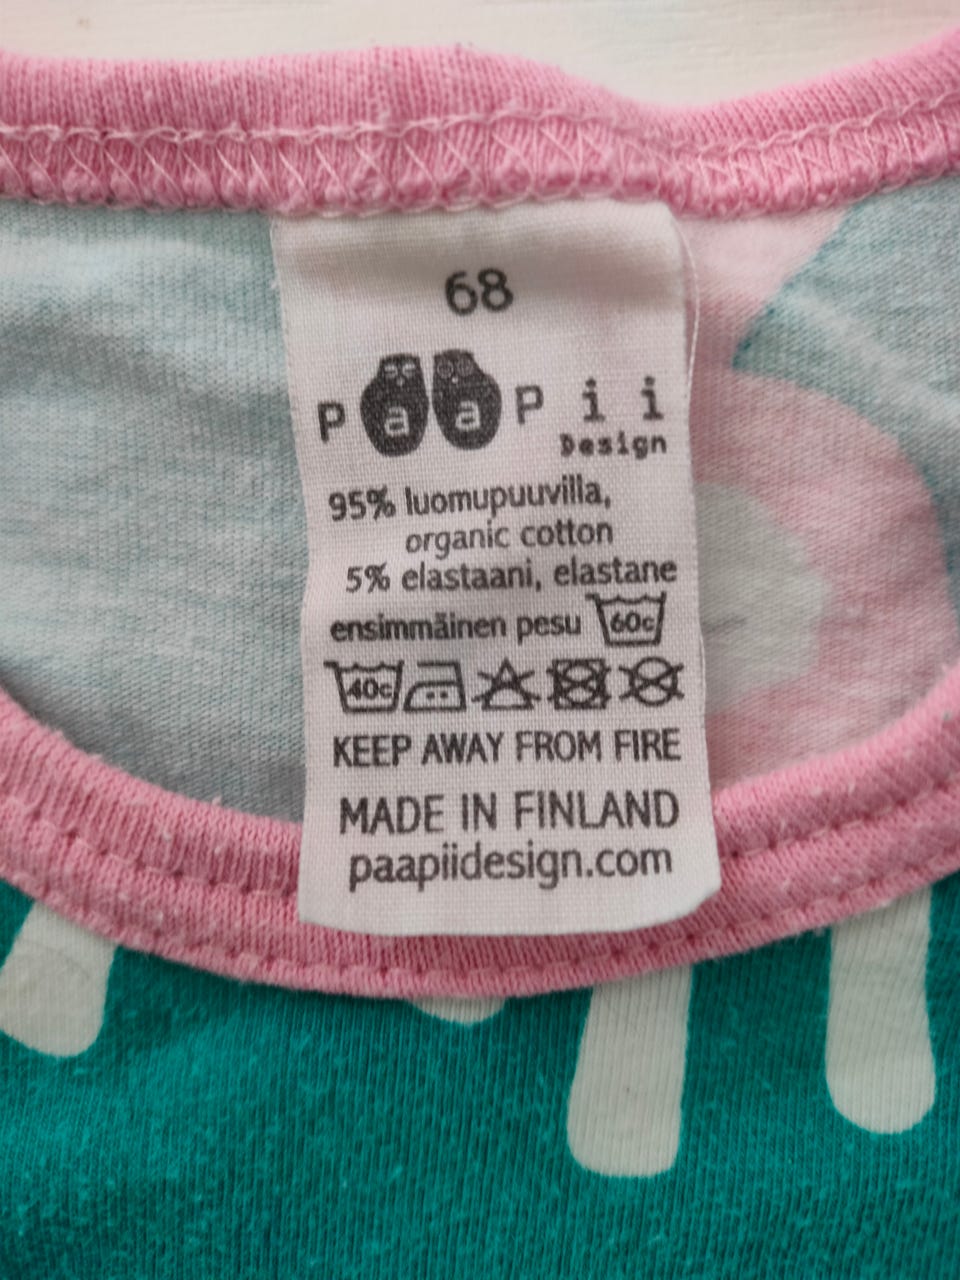 68
PaaPii
Design
95% luomupuuvilla,
organic cotton
5% elastaani, elastane
ensimmäinen pesu 60c
40c
KEEP AWAY FROM FIRE
MADE IN FINLAND
paapiidesign.com